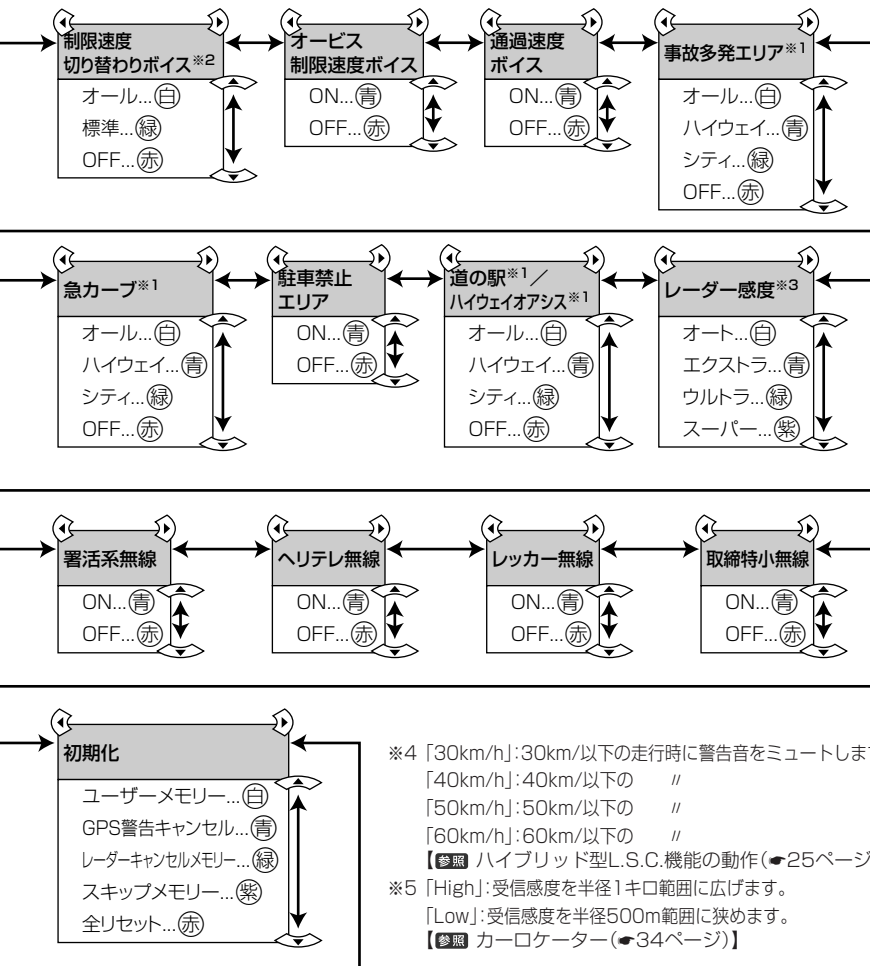 制限速度
切り替わりボイス※2
オール...白
標準...緑
OFF...赤
オービス
制限速度ボイス
ON...青
OFF...赤
通過速度
ボイス
ON...青
OFF...赤
事故多発エリア※1
オール...白
ハイウェイ...青
シティ...緑
OFF...赤
急カーブ※1
オール...白
ハイウェイ...青
シティ...緑
OFF...赤
駐車禁止
エリア
ON...青
OFF...赤
道の駅※1／
ハイウェイオアシス※1
オール...白
ハイウェイ...青
シティ...緑
OFF...赤
レーダー感度※3
オート...白
エクストラ...青
ウルトラ...緑
スーパー...紫
署活系無線
ON...青
OFF...赤
ヘリテレ無線
ON...青
OFF...赤
レッカー無線
ON...青
OFF...赤
取締特小無線
ON...青
OFF...赤
初期化
ユーザーメモリー...白
GPS警告キャンセル...青
レーダーキャンセルメモリー...緑
スキップメモリー...紫
全リセット...赤
※4「30km/h」:30km/以下の走行時に警告音をミュートします
「40km/h」:40km/以下の 〃
「50km/h」:50km/以下の 〃
「60km/h」:60km/以下の 〃
【参照 ハイブリッド型L.S.C.機能の動作(☛25ページ
※5「High」:受信感度を半径1キロ範囲に広げます。
「Low」:受信感度を半径500m範囲に狭めます。
【参照 カーロケーター(☛34ページ)】